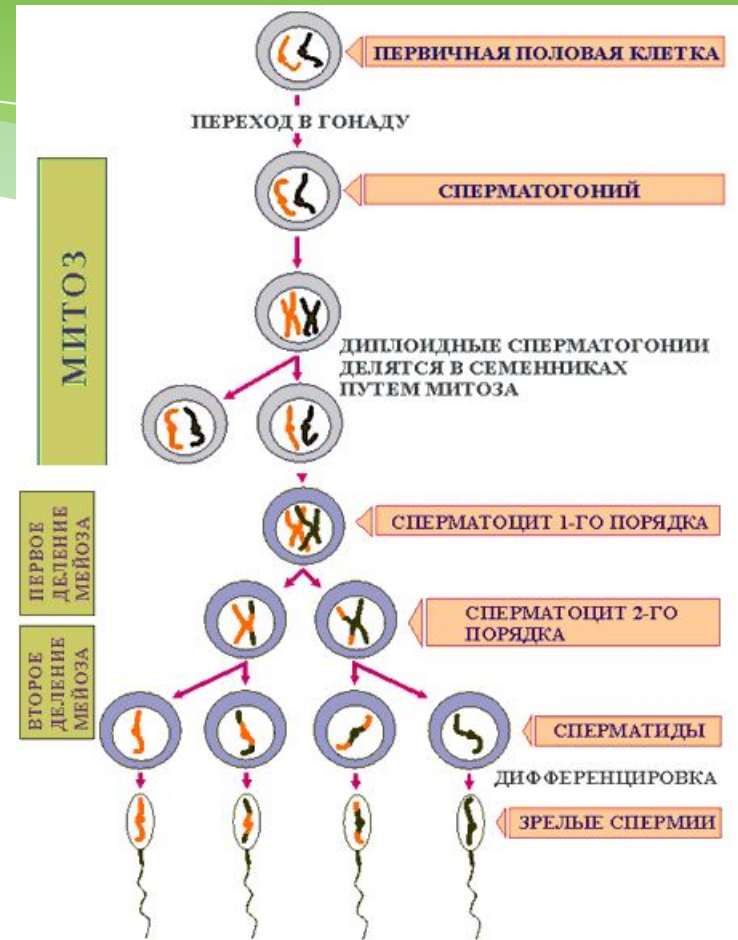 ПЕРВИЧНАЯ ПОЛОВАЯ КЛЕТКА
ПЕРЕХОД В ГОНАДУ
СПЕРМАТОГОНИЙ
МИТОЗ
ДИПЛОИДНЫЕ СПЕРМАТОГОНИИ
ДЕЛЯТСЯ В СЕМЕННИКАХ
ПУТЕМ МИТОЗА
ПЕРВОЕ
ДЕЛЕНИЕ
МЕЙОЗА
СПЕРМАТОЦИТ 1-ГО ПОРЯДКА
СПЕРМАТОЦИТ 2-ГО
ПОРЯДКА
ВТОРОЕ
ДЕЛЕНИЕ
МЕЙОЗА
СПЕРМАТИДЫ
ДИФФЕРЕНЦИРОВКА
ЗРЕЛЫЕ СПЕРМИИ